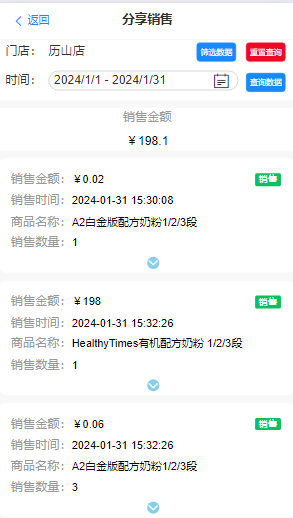 返回 分享销售
门店： 历山店 筛选数据 重置查询
时间： 2024/1/1 - 2024/1/31 查询数据
销售金额
￥198.1
销售金额：￥0.02 销售
销售时间：2024-01-31 15:30:08
商品名称：A2白金版配方奶粉1/2/3段
销售数量：1
销售金额：￥198 销售
销售时间：2024-01-31 15:32:26
商品名称：HealthyTimes有机配方奶粉 1/2/3段
销售数量：1
销售金额：￥0.06 销售
销售时间：2024-01-31 15:32:26
商品名称：A2白金版配方奶粉1/2/3段
销售数量：3